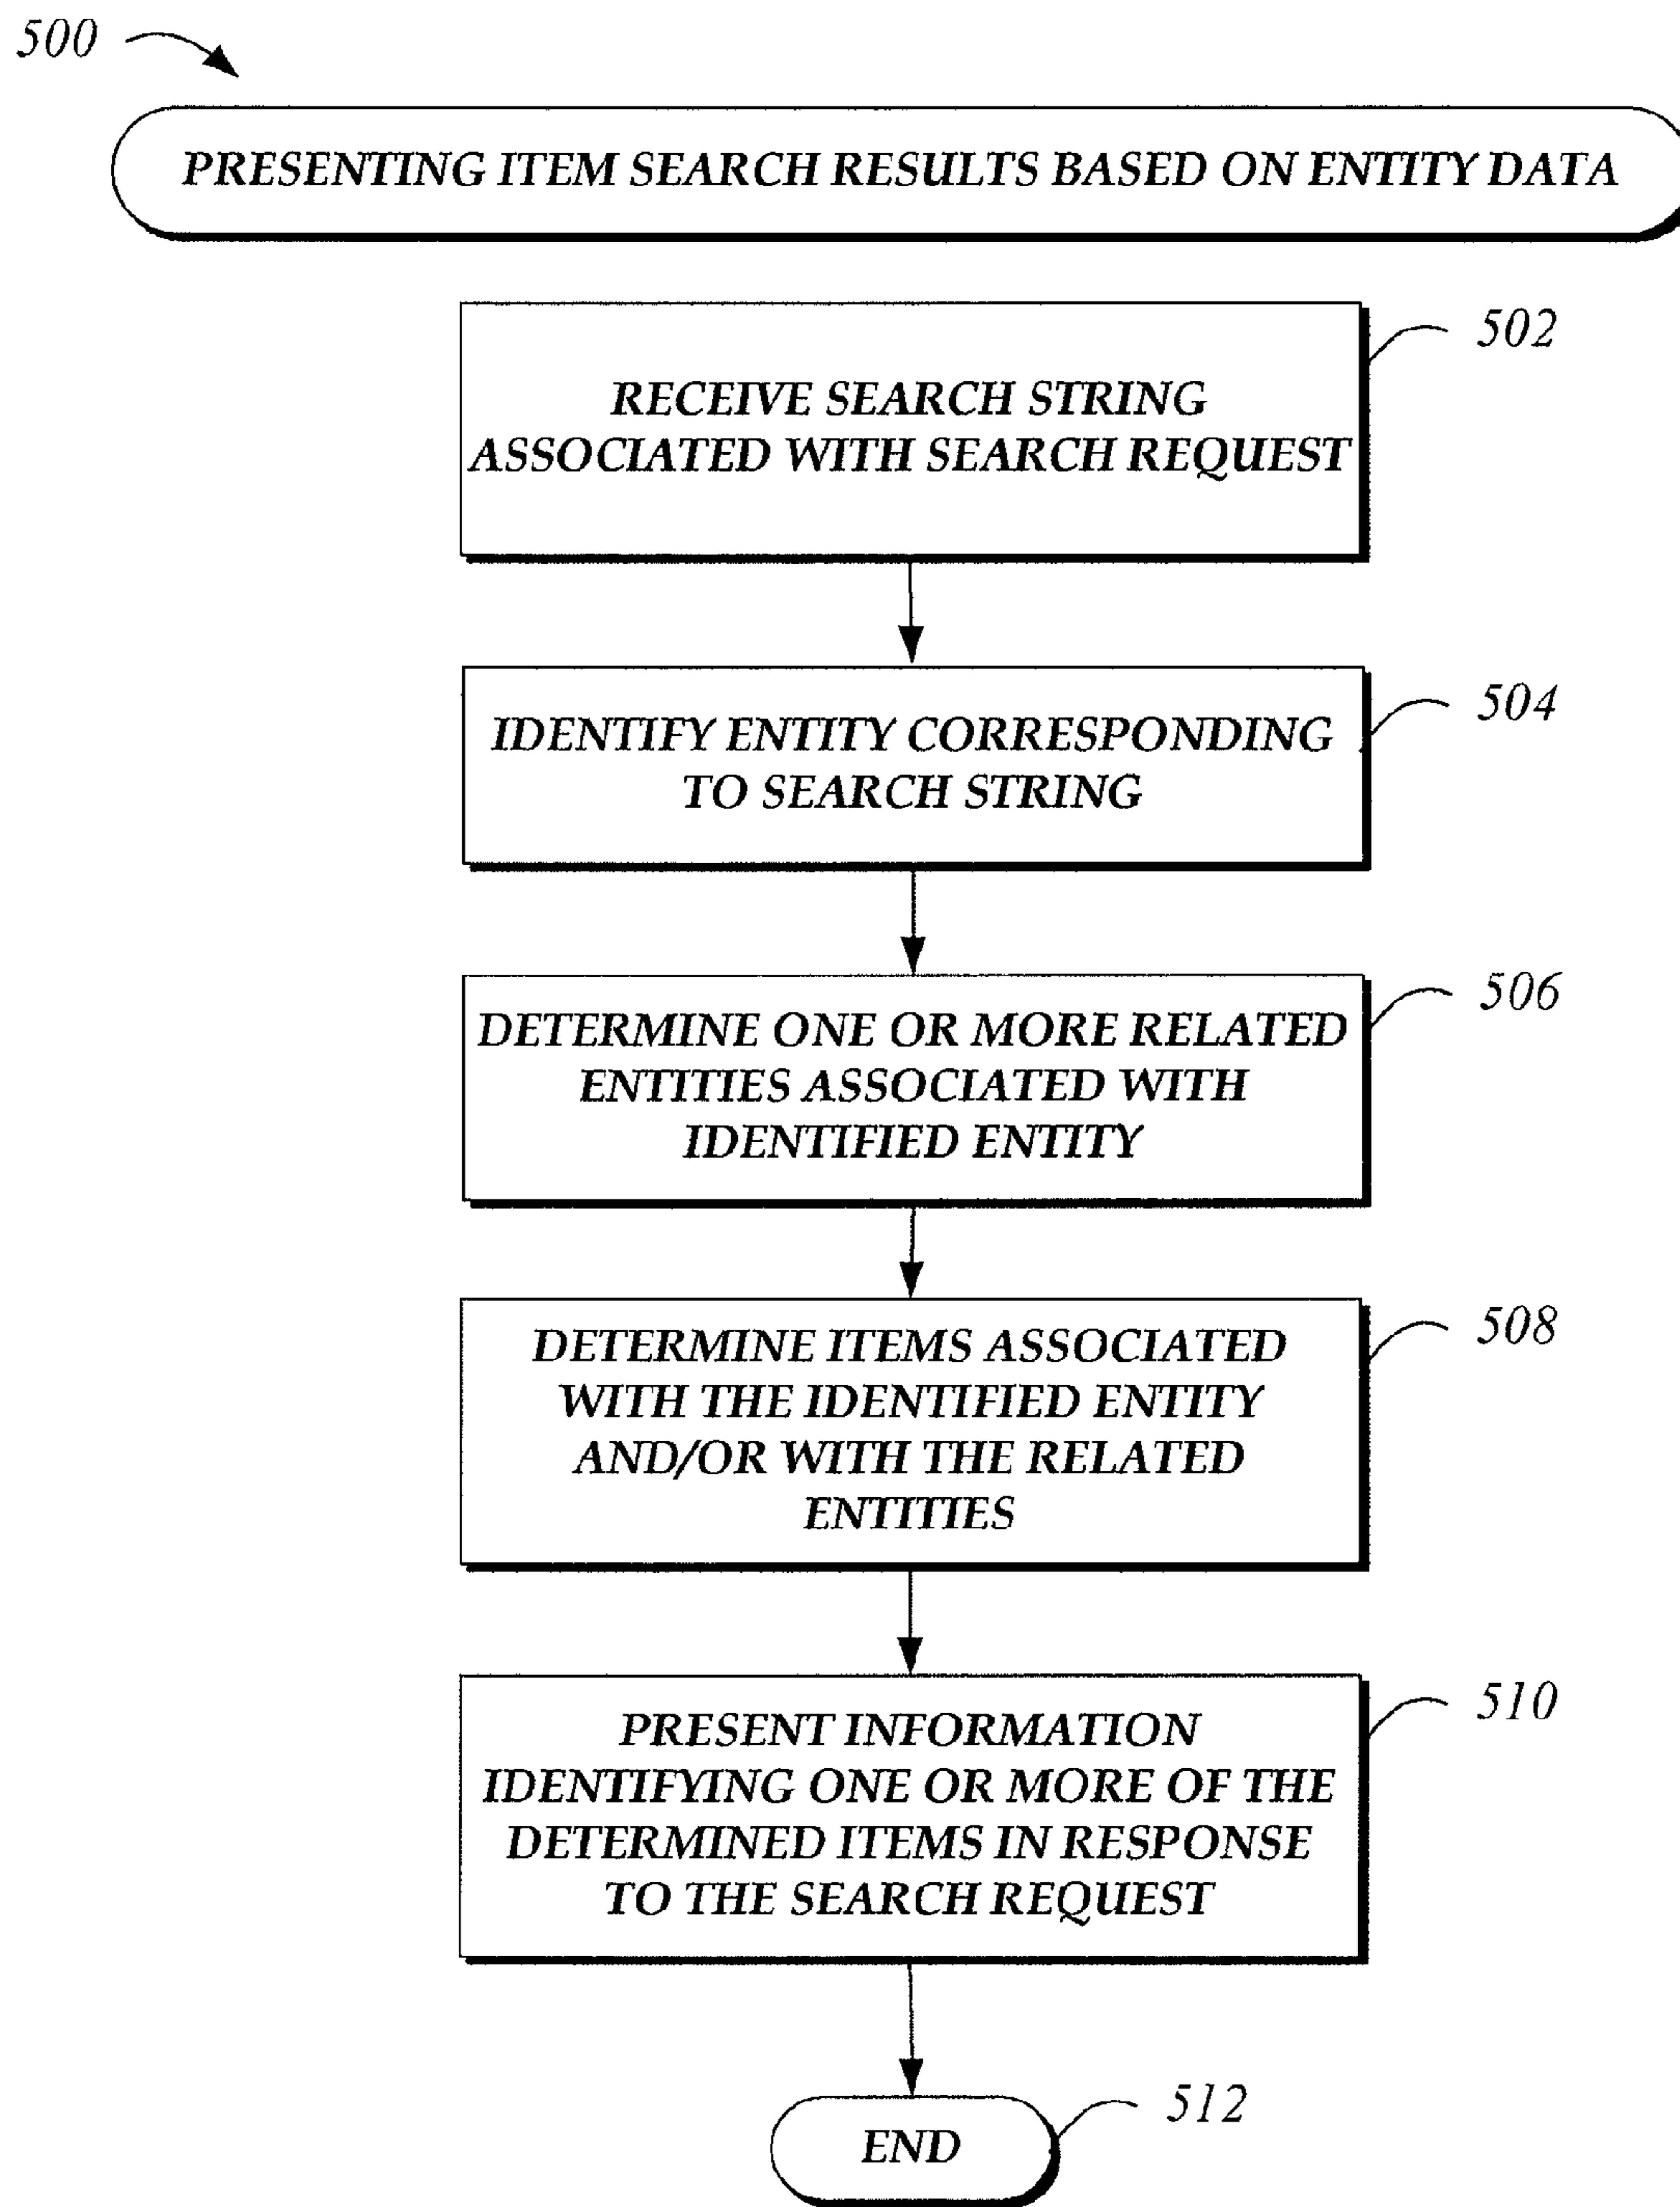 500
PRESENTING ITEM SEARCH RESULTS BASED ON ENTITY DATA
502
RECEIVE SEARCH STRING
ASSOCIATED WITH SEARCH REQUEST
504
IDENTIFY ENTITY CORRESPONDING
TO SEARCH STRING
506
DETERMINE ONE OR MORE RELATED
ENTITIES ASSOCIATED WITH
IDENTIFIED ENTITY
508
DETERMINE ITEMS ASSOCIATED
WITH THE IDENTIFIED ENTITY
AND/OR WITH THE RELATED
ENTITIES
510
PRESENT INFORMATION
IDENTIFYING ONE OR MORE OF THE
DETERMINED ITEMS IN RESPONSE
TO THE SEARCH REQUEST
512
END